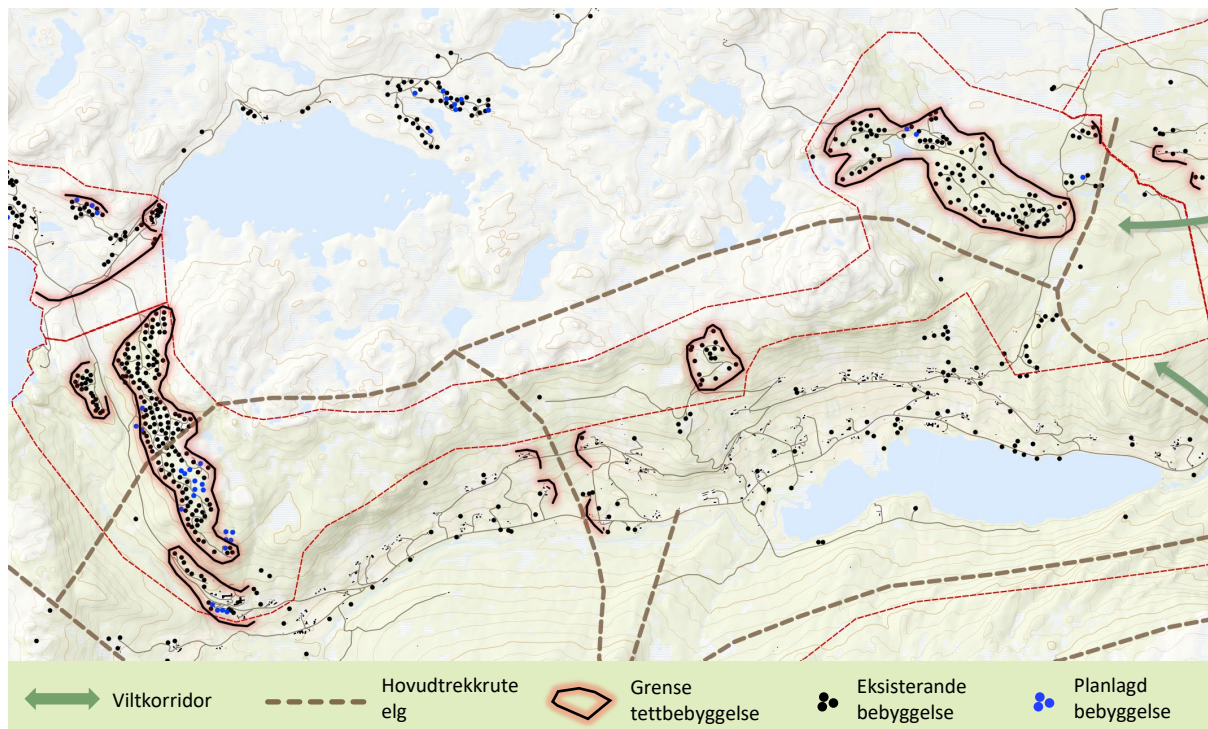 Viltkorridor
Hovudtrekkrute
elg
Grense
tettbebyggelse
Eksisterande
bebyggelse
Planlagd
bebyggelse